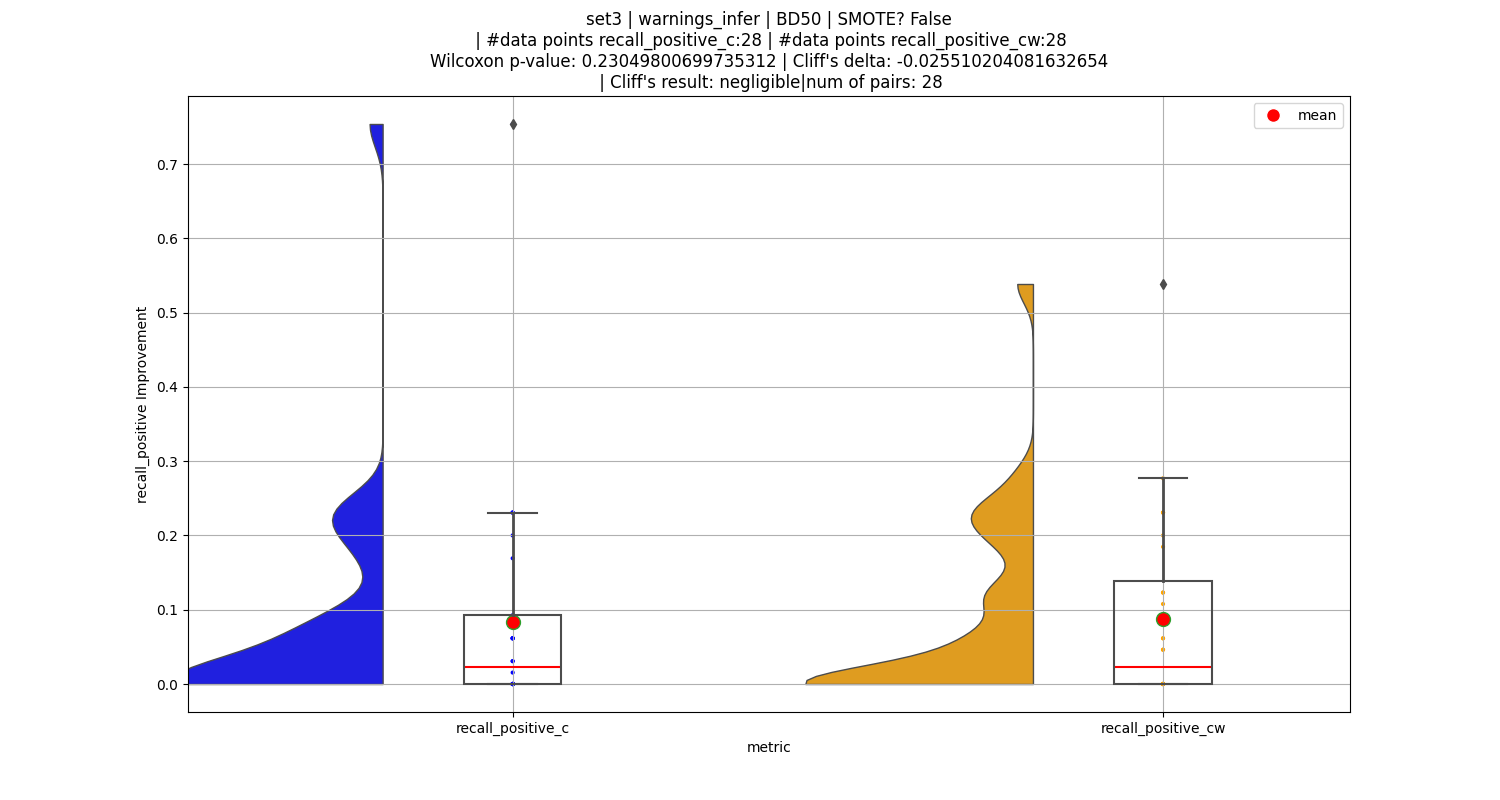 set3 | warnings_infer | BD50 | SMOTE? False
| #data points recall_positive_c:28 | #data points recall_positive_cw:28
Wilcoxon p-value: 0.23049800699735312 | Cliff's delta: -0.025510204081632654
| Cliff's result: negligible|num of pairs: 28
mean
0.7
0.6
0.5
0.4
0.3
0.2
0.1
0.0
recall_positive Improvement
recall_positive_c
recall_positive_cw
metric